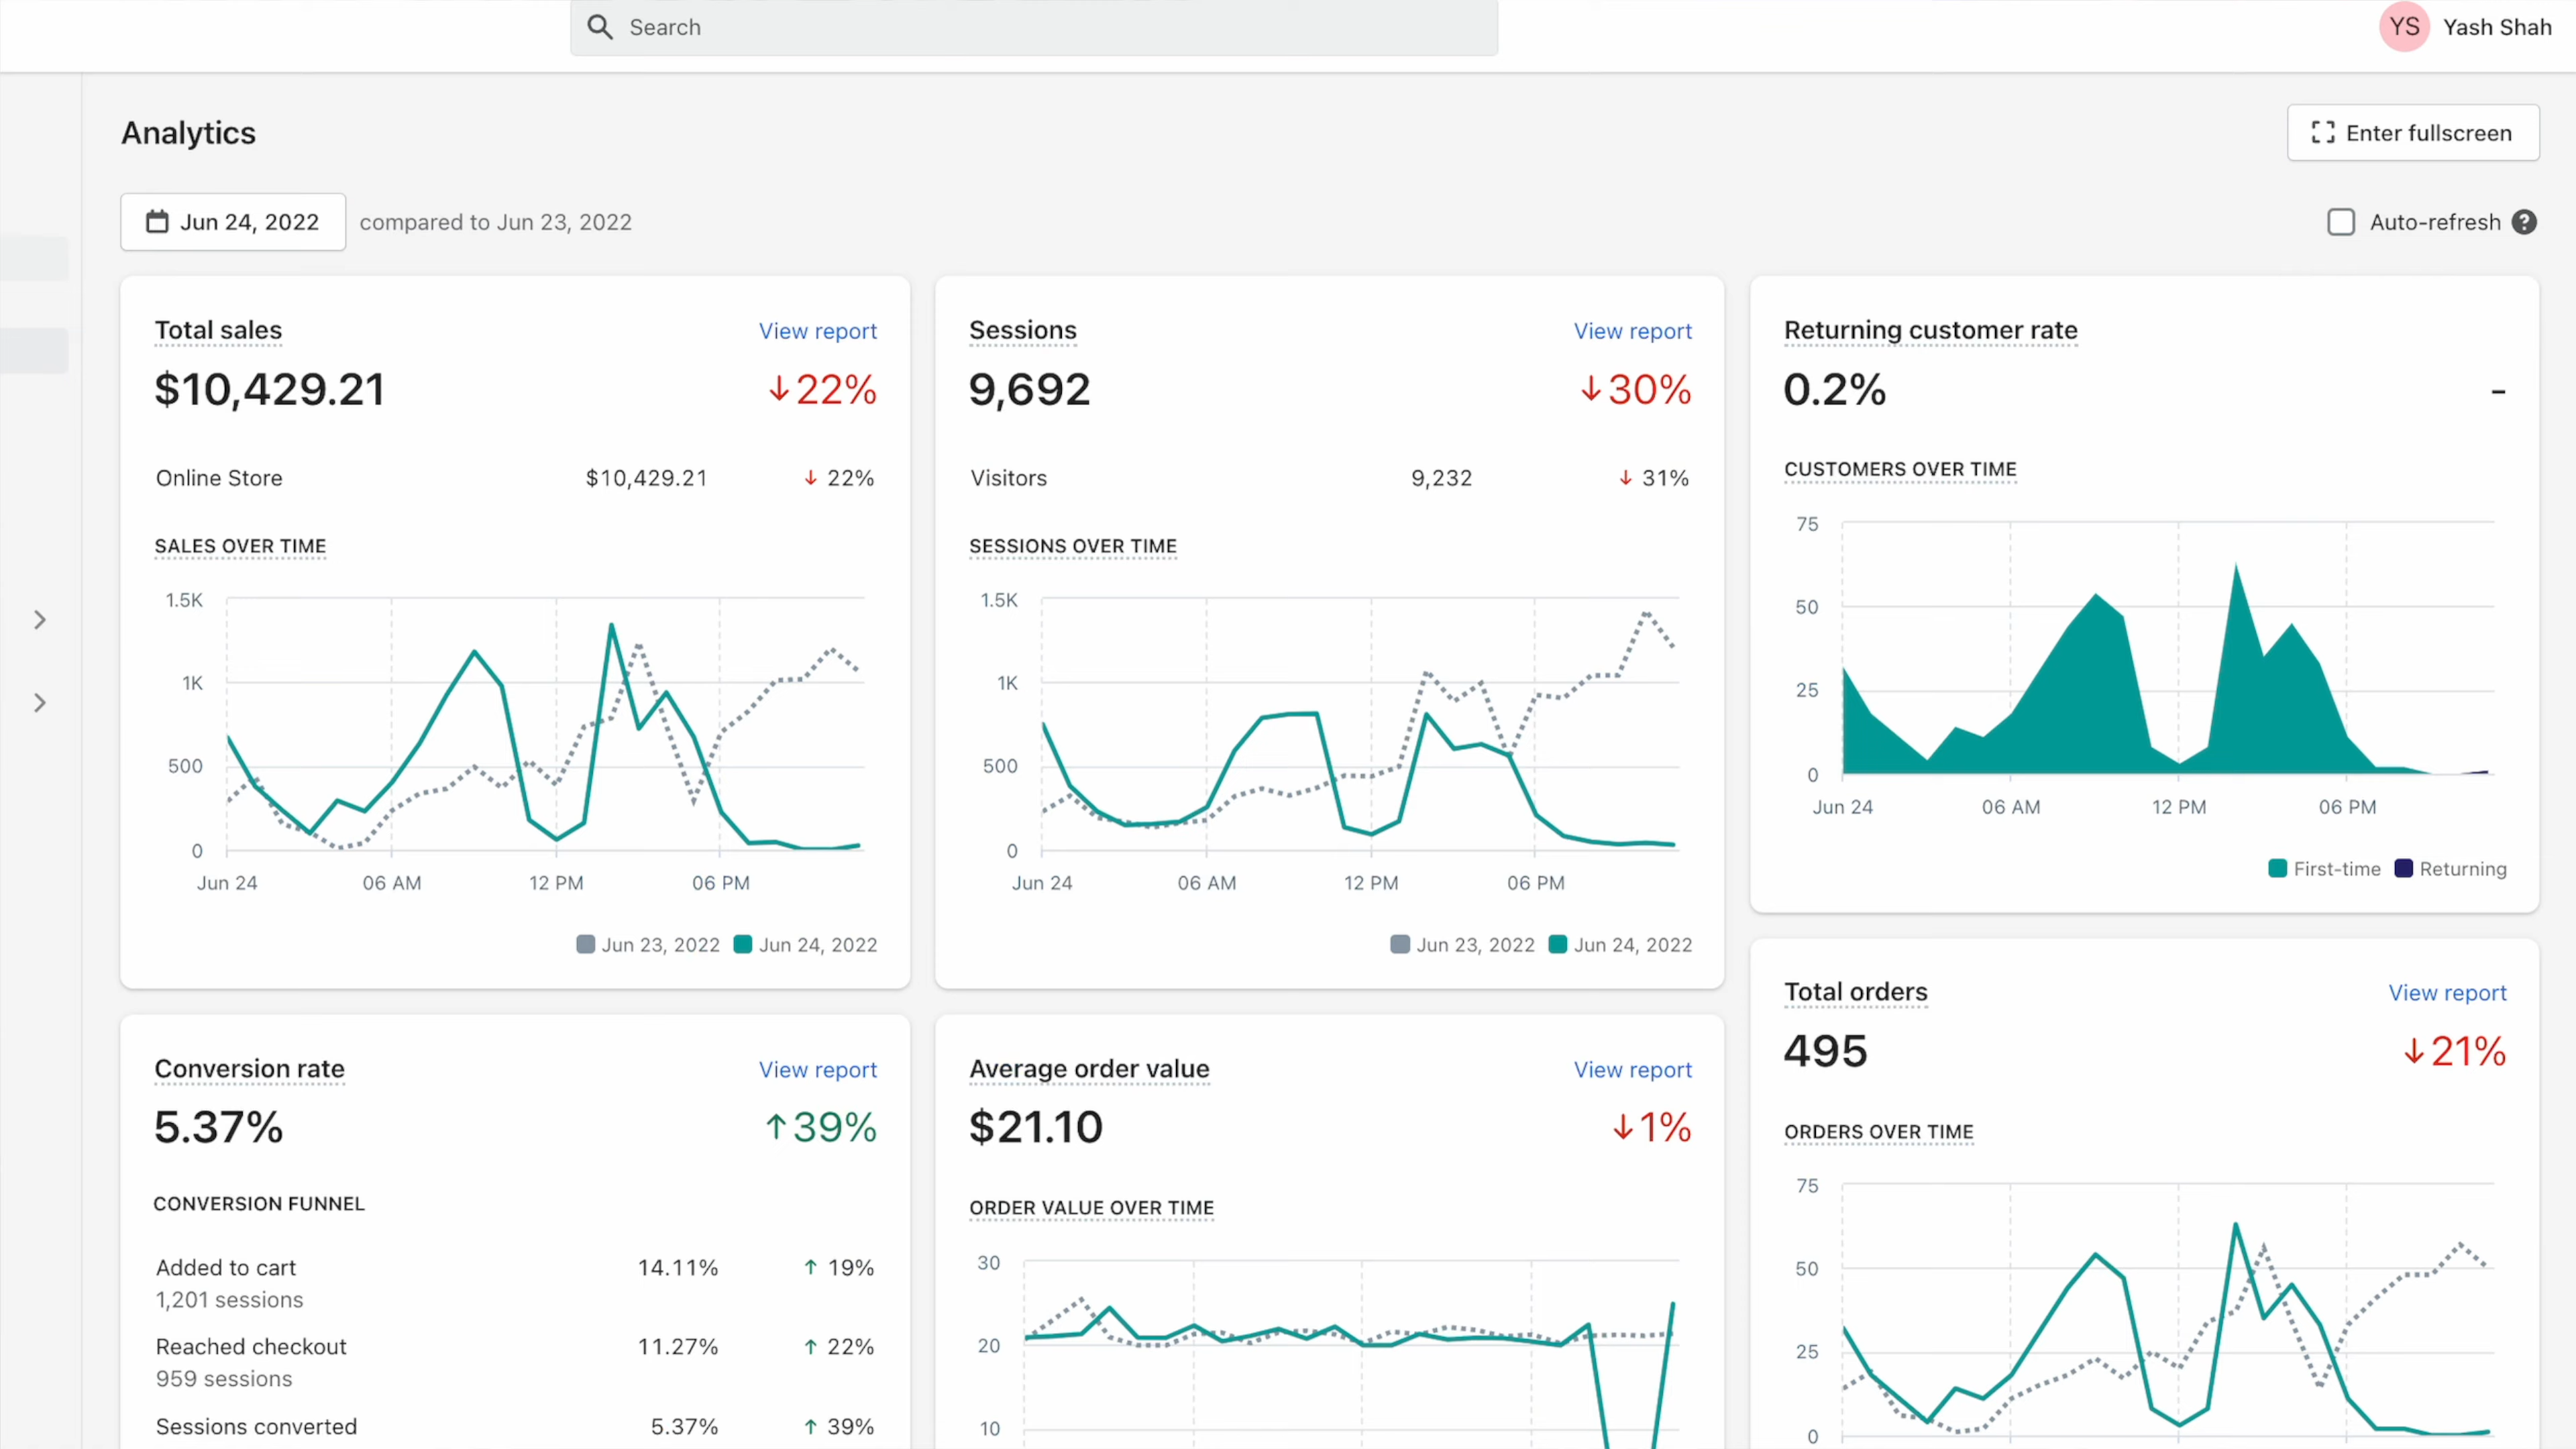 Search
YS Yash Shah
Analytics
Enter fullscreen
Jun 24, 2022 compared to Jun 23, 2022
Auto-refresh ?
Total sales View report
$10,429.21 ↓22%
Online Store $10,429.21 ↓ 22%
SALES OVER TIME
1.5K
1K
500
0
Jun 24 06 AM 12 PM 06 PM
Jun 23, 2022 Jun 24, 2022
Sessions View report
9,692 ↓30%
Visitors 9,232 ↓ 31%
SESSIONS OVER TIME
1.5K
1K
500
0
Jun 24 06 AM 12 PM 06 PM
Jun 23, 2022 Jun 24, 2022
Returning customer rate
0.2% -
CUSTOMERS OVER TIME
75
50
25
0
Jun 24 06 AM 12 PM 06 PM
First-time Returning
Conversion rate View report
5.37% ↑39%
CONVERSION FUNNEL
Added to cart 14.11% ↑ 19%
1,201 sessions
Reached checkout 11.27% ↑ 22%
959 sessions
Sessions converted 5.37% ↑ 39%
Average order value View report
$21.10 ↓1%
ORDER VALUE OVER TIME
30
20
10
Total orders View report
495 ↓21%
ORDERS OVER TIME
75
50
25
0